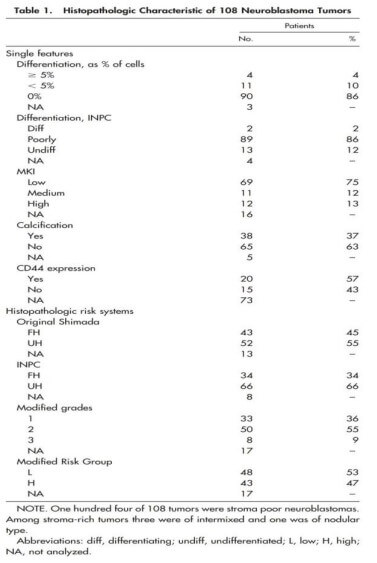 Table 1. Histopathologic Characteristic of 108 Neuroblastoma Tumors
Patients
No. %
Single features
Differentiation, as % of cells
≥ 5% 4 4
< 5% 11 10
0% 90 86
NA 3 –
Differentiation, INPC
Diff 2 2
Poorly 89 86
Undiff 13 12
NA 4 –
MKI
Low 69 75
Medium 11 12
High 12 13
NA 16 –
Calcification
Yes 38 37
No 65 63
NA 5 –
CD44 expression
Yes 20 57
No 15 43
NA 73 –
Histopathologic risk systems
Original Shimada
FH 43 45
UH 52 55
NA 13 –
INPC
FH 34 34
UH 66 66
NA 8 –
Modified grades
1 33 36
2 50 55
3 8 9
NA 17 –
Modified Risk Group
L 48 53
H 43 47
NA 17 –
NOTE. One hundred four of 108 tumors were stroma poor neuroblastomas.
Among stroma-rich tumors three were of intermixed and one was of nodular
type.
Abbreviations: diff, differentiating; undiff, undifferentiated; L, low; H, high;
NA, not analyzed.